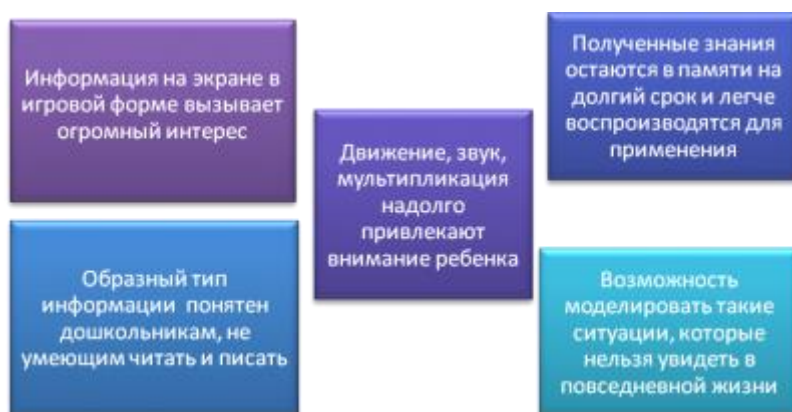 Информация на экране в
игровой форме вызывает
огромный интерес
Движение, звук,
мультипликация
надолго
привлекают
внимание ребенка
Полученные знания
остаются в памяти на
долгий срок и легче
воспроизводятся для
применения
Образный тип
информации понятен
дошкольникам, не
умеющим читать и писать
Возможность
моделировать такие
ситуации, которые
нельзя увидеть в
повседневной жизни